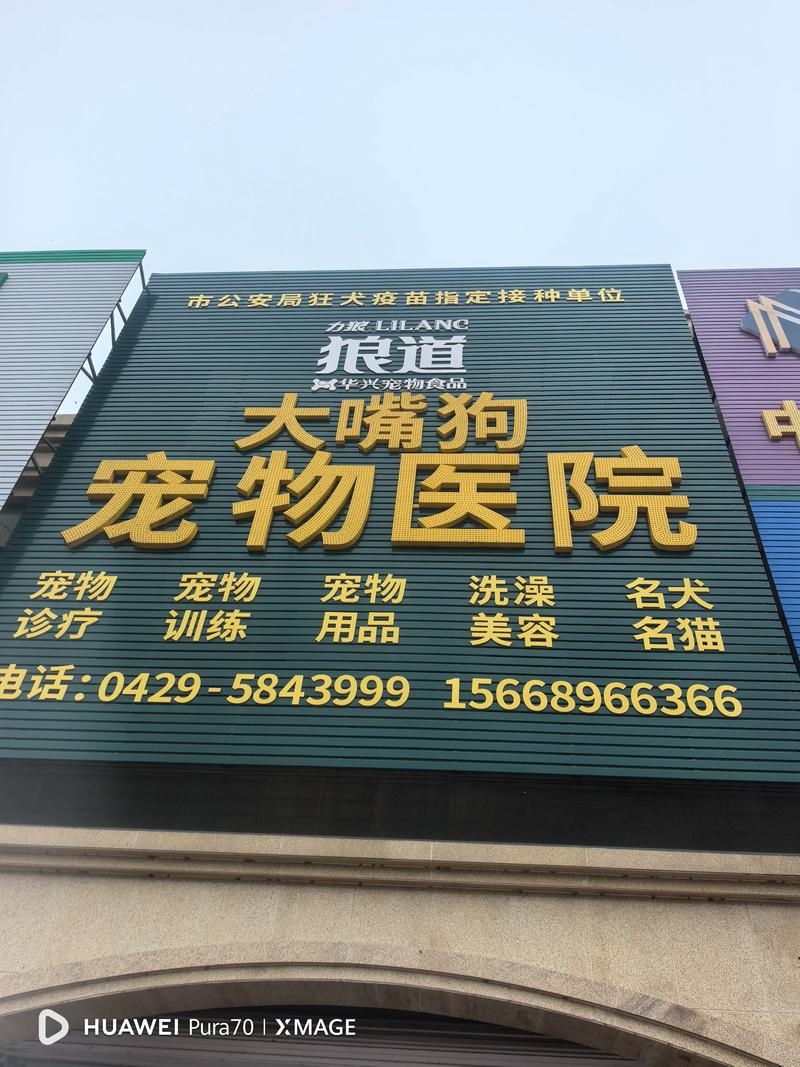 市公安局狂犬疫苗指定接种单位
力狼 LILANG
狼道
华兴宠物食品
大嘴狗
宠物医院
宠物 宠物 宠物 洗澡 名犬
诊疗 训练 用品 美容 名猫
电话:0429-5843999 15668966366
中
HUAWEI Pura70 | XMAGE